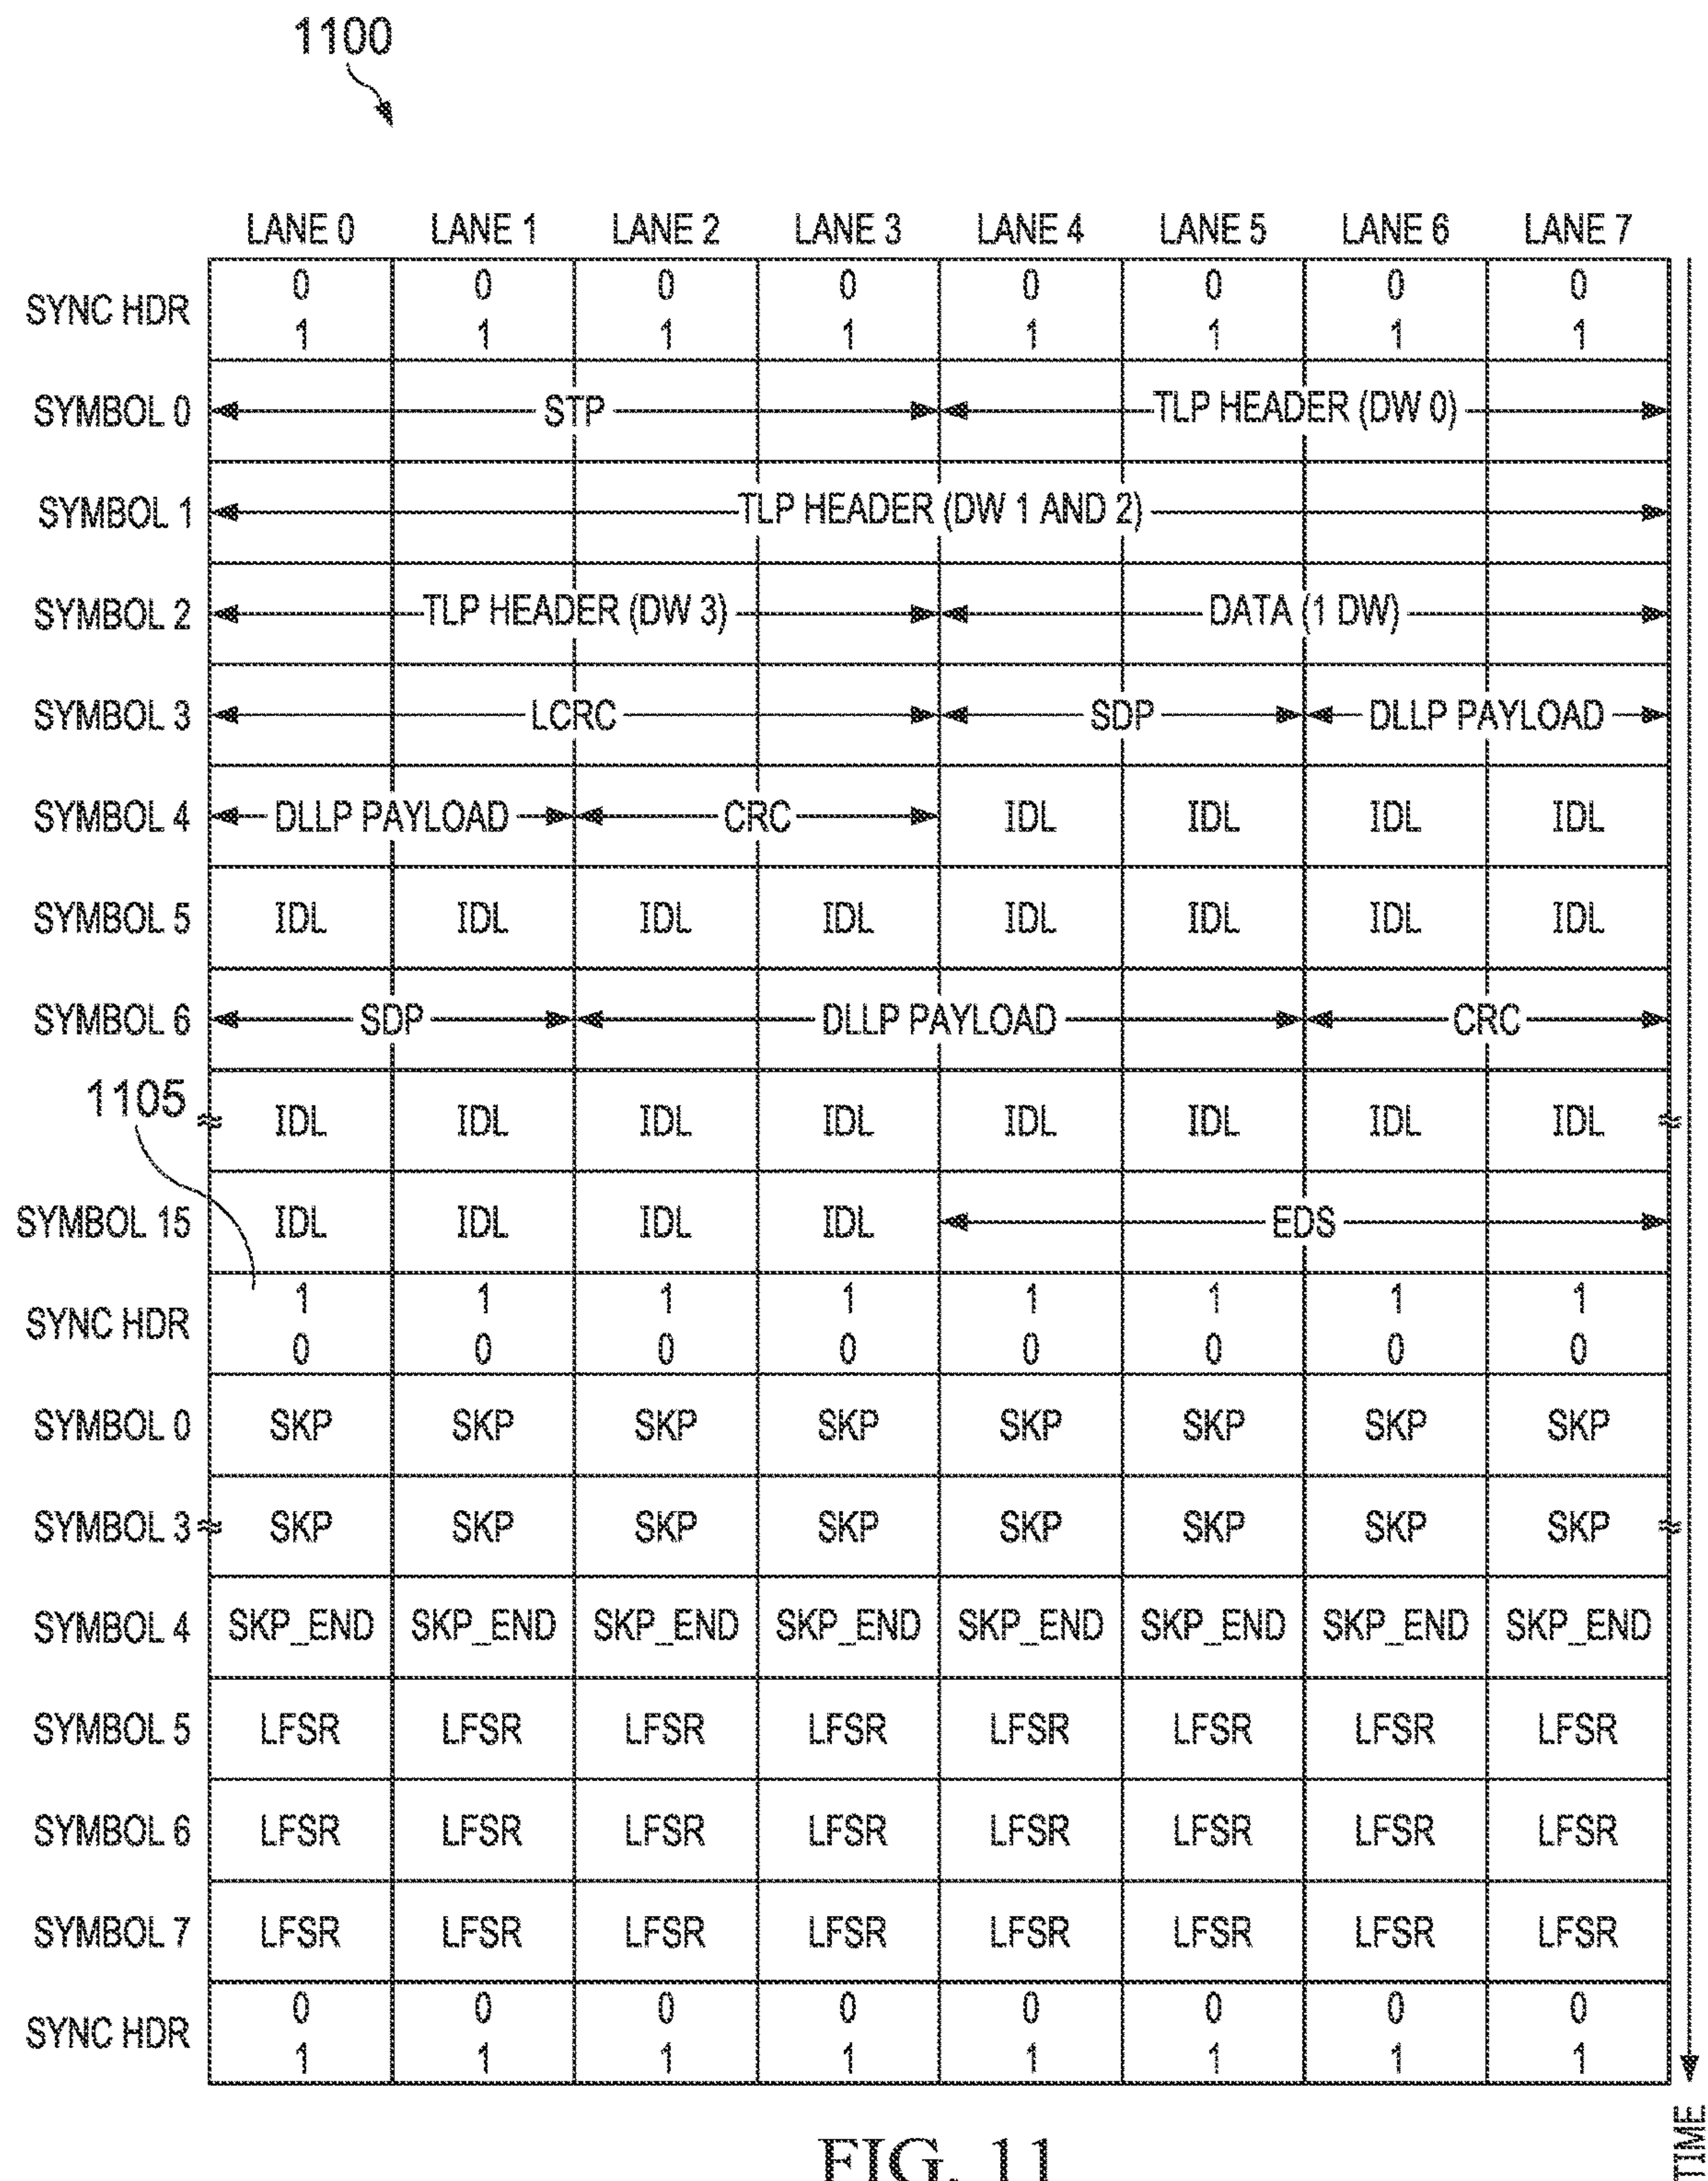 1100
LANE 0 LANE 1 LANE 2 LANE 3 LANE 4 LANE 5 LANE 6 LANE 7
SYNC HDR 0 0 0 0 0 0 0 0
1 1 1 1 1 1 1 1
SYMBOL 0 STP TLP HEADER (DW 0)
SYMBOL 1 TLP HEADER (DW 1 AND 2)
SYMBOL 2 TLP HEADER (DW 3) DATA (1 DW)
SYMBOL 3 LCRC SDP DLLP PAYLOAD
SYMBOL 4 DLLP PAYLOAD CRC IDL IDL IDL IDL
SYMBOL 5 IDL IDL IDL IDL IDL IDL IDL IDL
SYMBOL 6 SDP DLLP PAYLOAD CRC
1105 IDL IDL IDL IDL IDL IDL IDL IDL
SYMBOL 15 IDL IDL IDL IDL EDS
SYNC HDR 1 1 1 1 1 1 1 1
0 0 0 0 0 0 0 0
SYMBOL 0 SKP SKP SKP SKP SKP SKP SKP SKP
SYMBOL 3 SKP SKP SKP SKP SKP SKP SKP SKP
SYMBOL 4 SKP_END SKP_END SKP_END SKP_END SKP_END SKP_END SKP_END SKP_END
SYMBOL 5 LFSR LFSR LFSR LFSR LFSR LFSR LFSR LFSR
SYMBOL 6 LFSR LFSR LFSR LFSR LFSR LFSR LFSR LFSR
SYMBOL 7 LFSR LFSR LFSR LFSR LFSR LFSR LFSR LFSR
SYNC HDR 0 0 0 0 0 0 0 0
1 1 1 1 1 1 1 1
TIME
FIG. 11